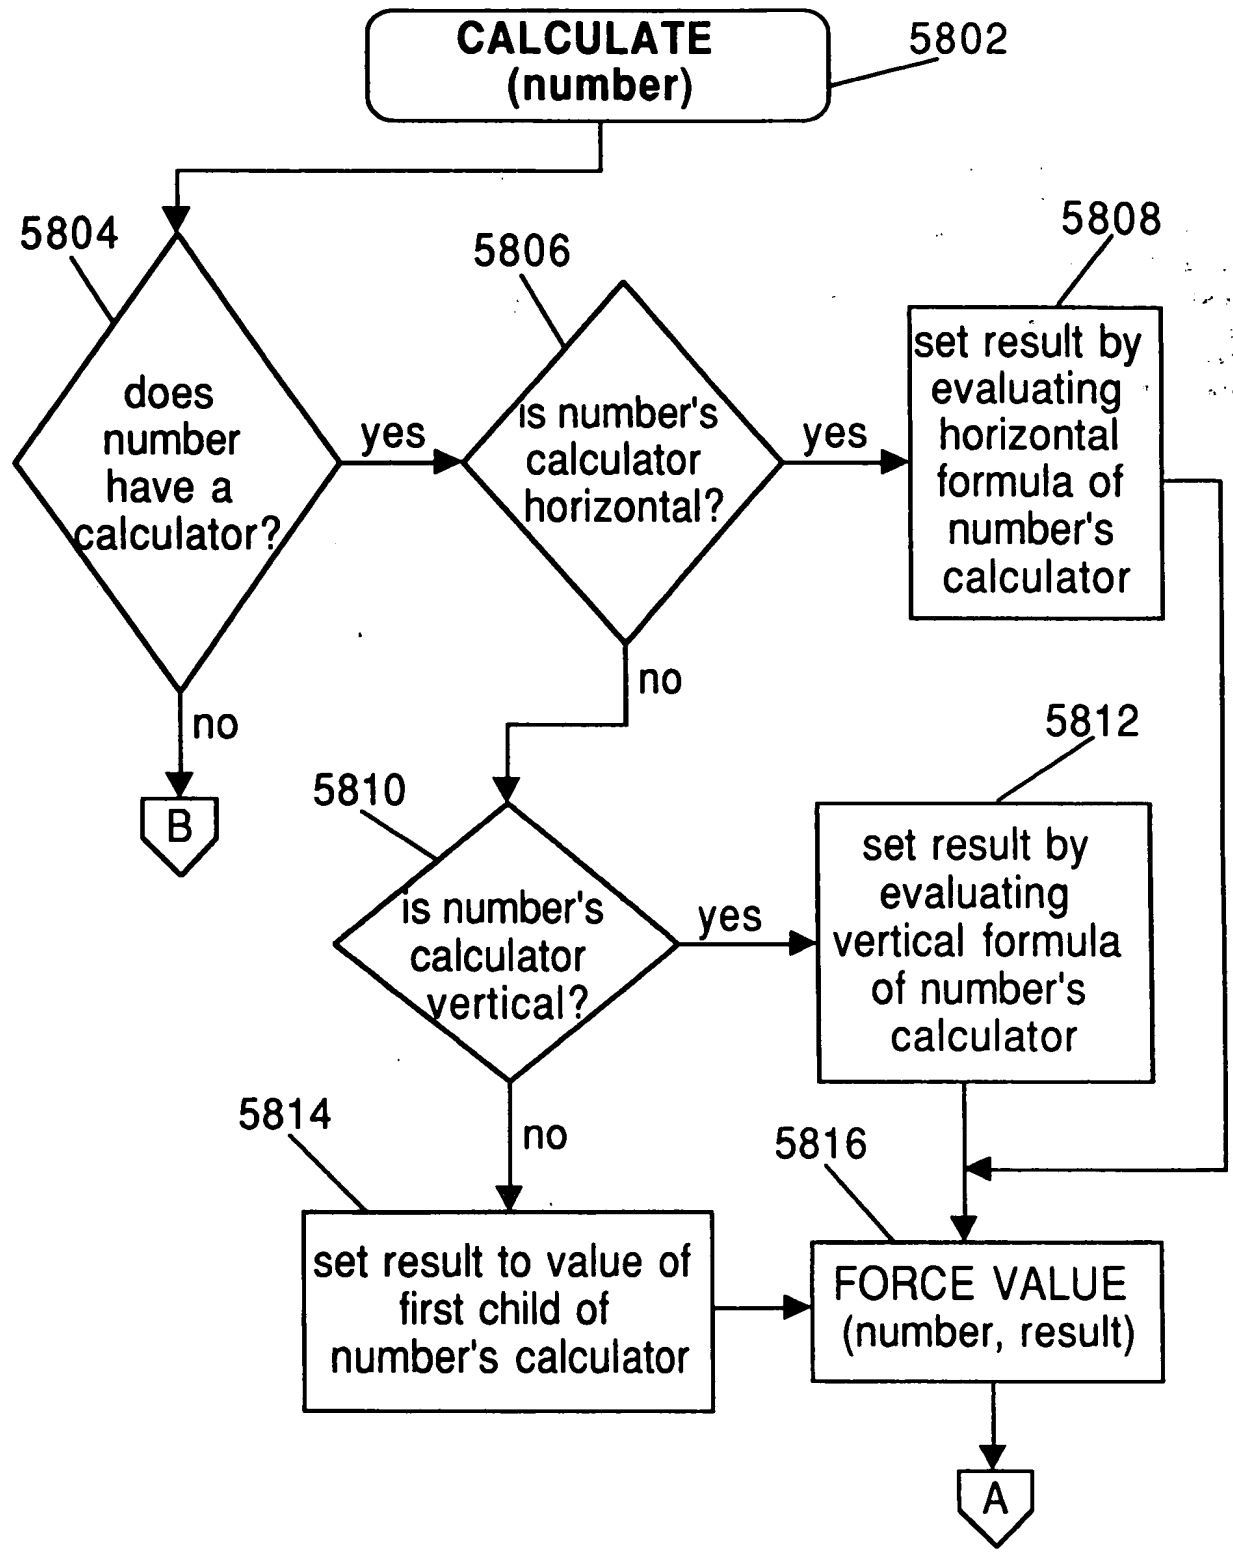 CALCULATE
(number)
5802
5804
does
number
have a
calculator?
yes
no
B
5806
is number's
calculator
horizontal?
yes
no
5808
set result by
evaluating
horizontal
formula of
number's
calculator
5810
is number's
calculator
vertical?
yes
no
5812
set result by
evaluating
vertical formula
of number's
calculator
5814
set result to value of
first child of
number's calculator
5816
FORCE VALUE
(number, result)
A